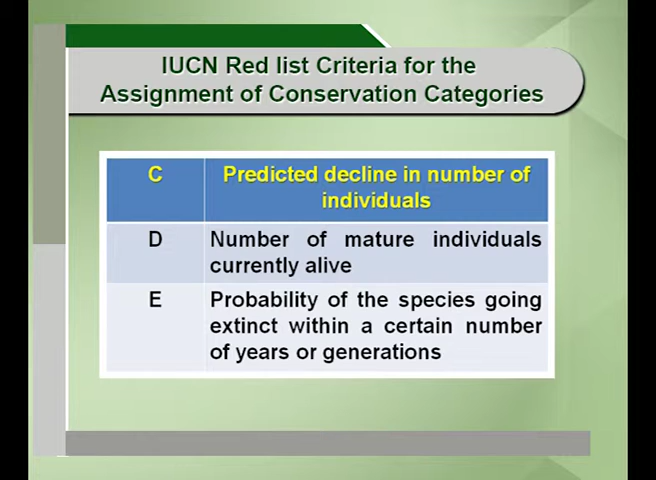 IUCN Red list Criteria for the
Assignment of Conservation Categories
C Predicted decline in number of
individuals
D Number of mature individuals
currently alive
E Probability of the species going
extinct within a certain number
of years or generations